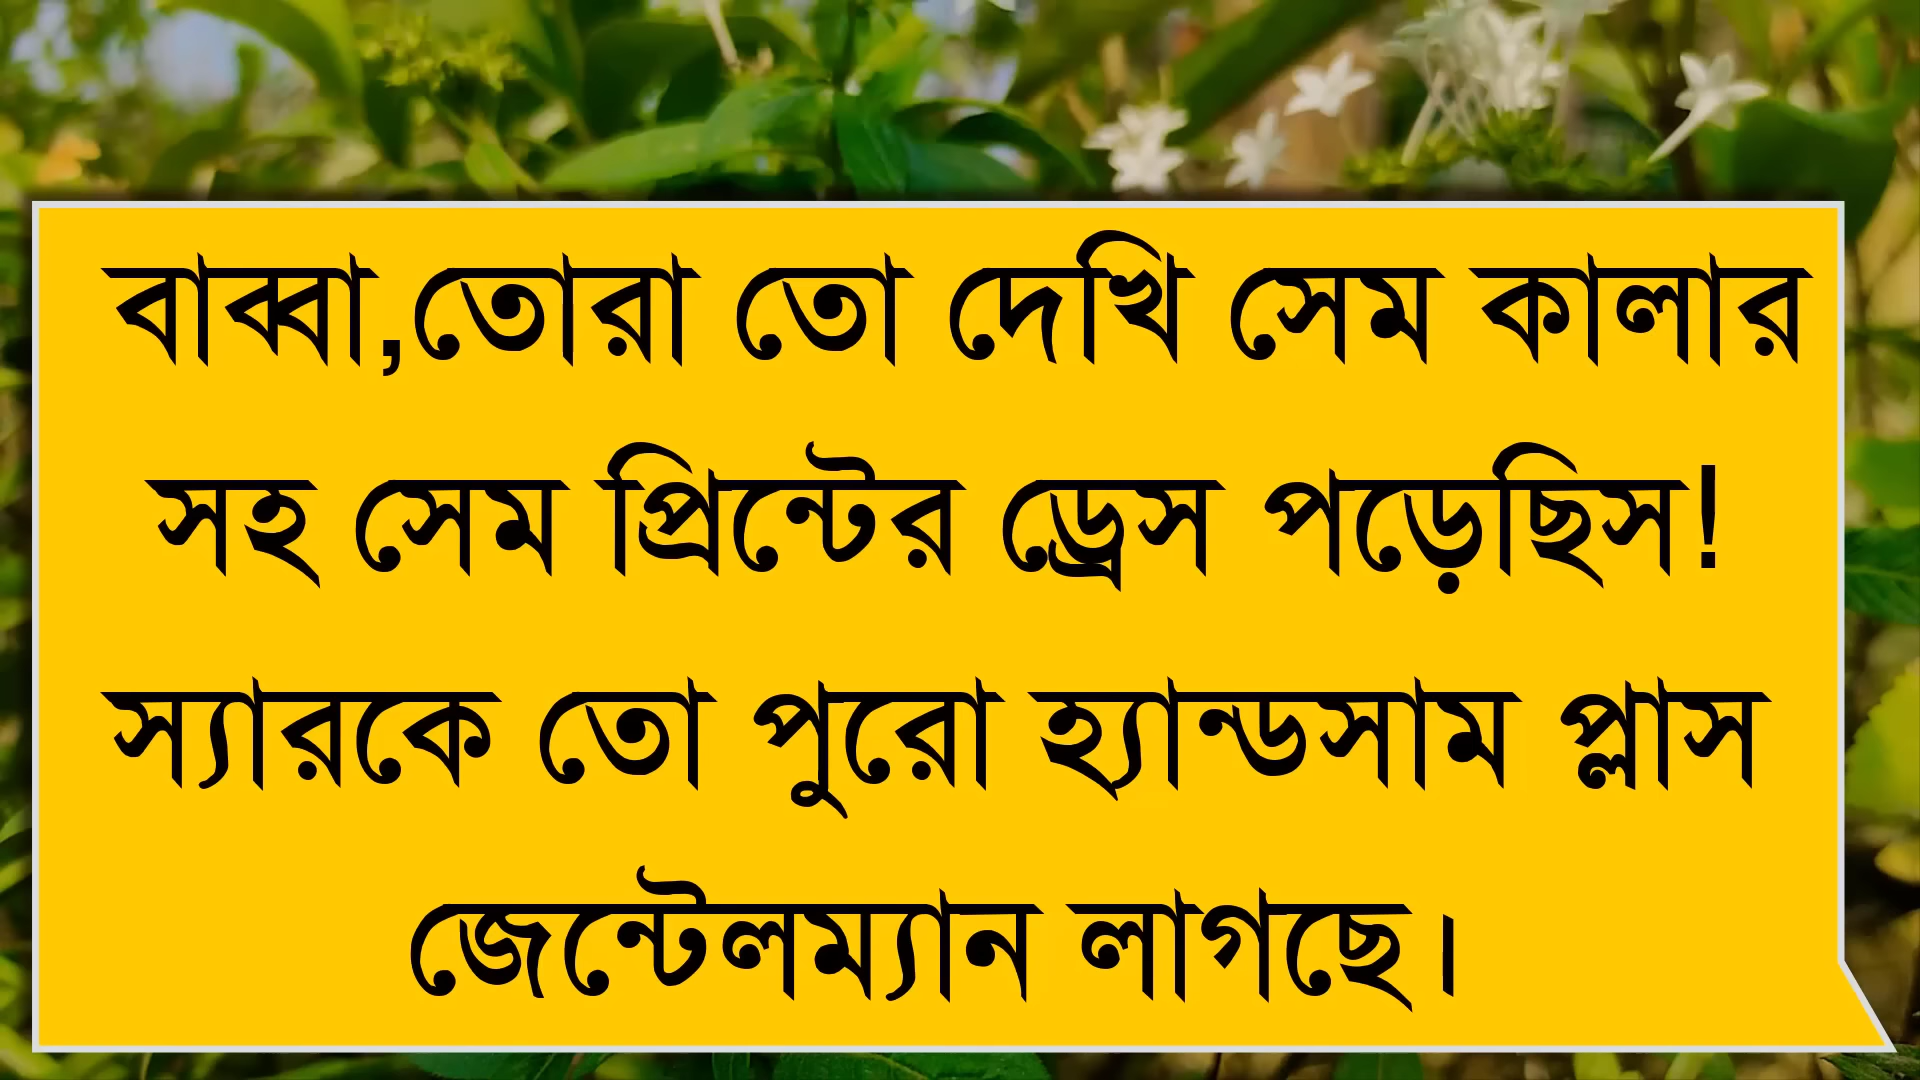 বাব্বা,তোরা তো দেখি সেম কালার
সহ সেম প্রিন্টের ড্রেস পড়েছিস!
স্যারকে তো পুরো হ্যান্ডসাম প্লাস
জেন্টেলম্যান লাগছে।